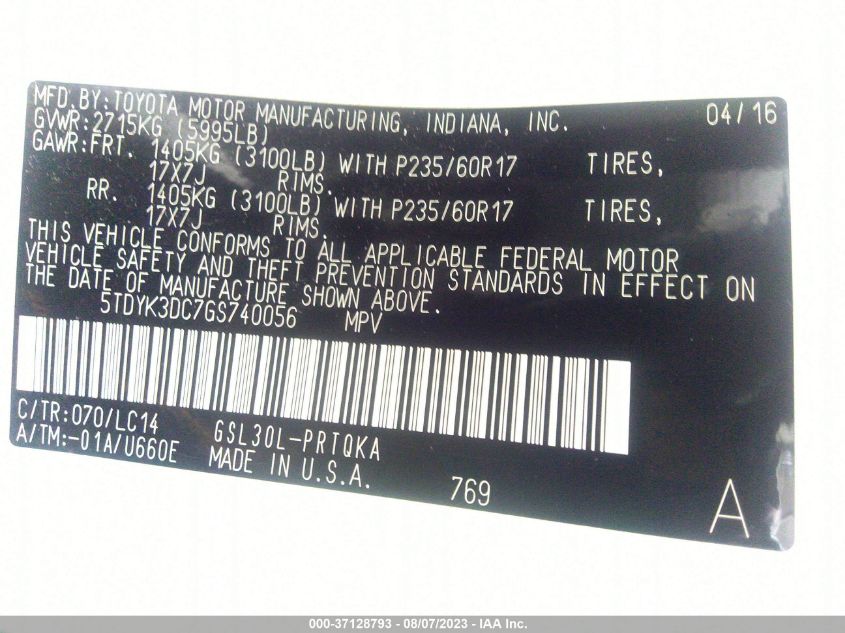 MFD.BY:TOYOTA MOTOR MANUFACTURING, INDIANA, INC. 04/16
GVWR:2715KG (5995LB)
GAWR:FRT. 1405KG (3100LB) WITH P235/60R17 TIRES,
17X7J RIMS.
RR. 1405KG (3100LB) WITH P235/60R17 TIRES,
17X7J RIMS.
THIS VEHICLE CONFORMS TO ALL APPLICABLE FEDERAL MOTOR
VEHICLE SAFETY AND THEFT PREVENTION STANDARDS IN EFFECT ON
THE DATE OF MANUFACTURE SHOWN ABOVE.
5TDYK3DC7GS740056 MPV
C/TR:070/LC14 GSL30L-PRTQKA
A/TM:-01A/U660E MADE IN U.S.A. 769 A
000-37128793 - 08/07/2023 - IAA Inc.